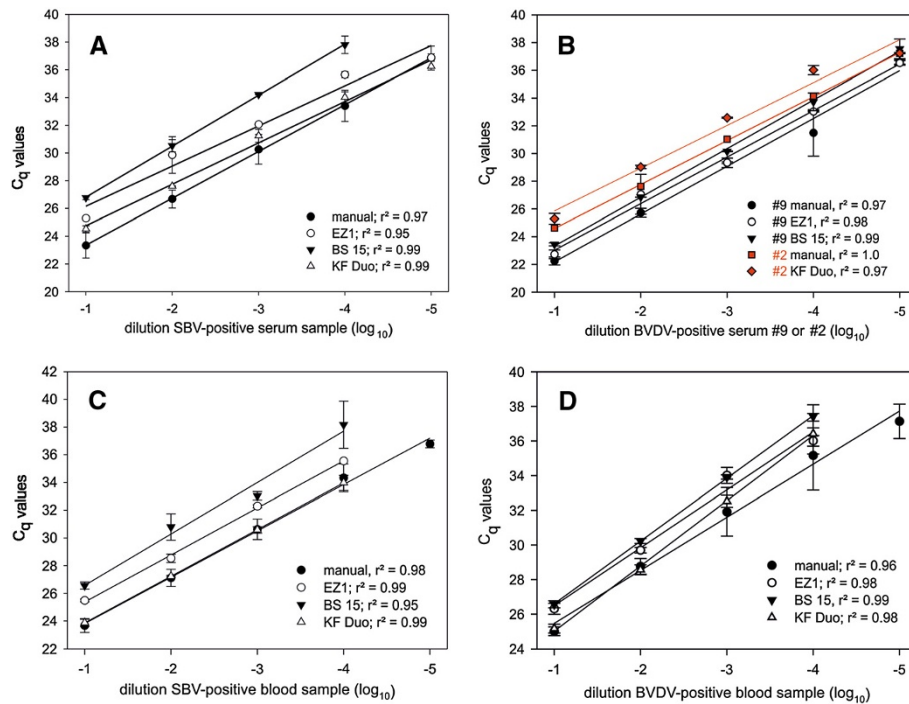 A
40
38
36
34
32
30
28
26
24
22
20
Cq values
manual; r² = 0.97
EZ1; r² = 0.95
BS 15; r² = 0.99
KF Duo; r² = 0.99
-1 -2 -3 -4 -5
dilution SBV-positive serum sample (log10)
B
40
38
36
34
32
30
28
26
24
22
20
Cq values
#9 manual, r² = 0.97
#9 EZ1, r² = 0.98
#9 BS 15, r² = 0.99
#2 manual, r² = 1.0
#2 KF Duo, r² = 0.97
-1 -2 -3 -4 -5
dilution BVDV-positive serum #9 or #2 (log10)
C
42
40
38
36
34
32
30
28
26
24
22
Cq values
manual, r² = 0.98
EZ1; r² = 0.99
BS 15; r² = 0.95
KF Duo; r² = 0.99
-1 -2 -3 -4 -5
dilution SBV-positive blood sample (log10)
D
40
38
36
34
32
30
28
26
24
Cq values
manual; r² = 0.96
EZ1; r² = 0.98
BS 15, r² = 0.99
KF Duo; r² = 0.98
-1 -2 -3 -4 -5
dilution BVDV-positive blood sample (log10)